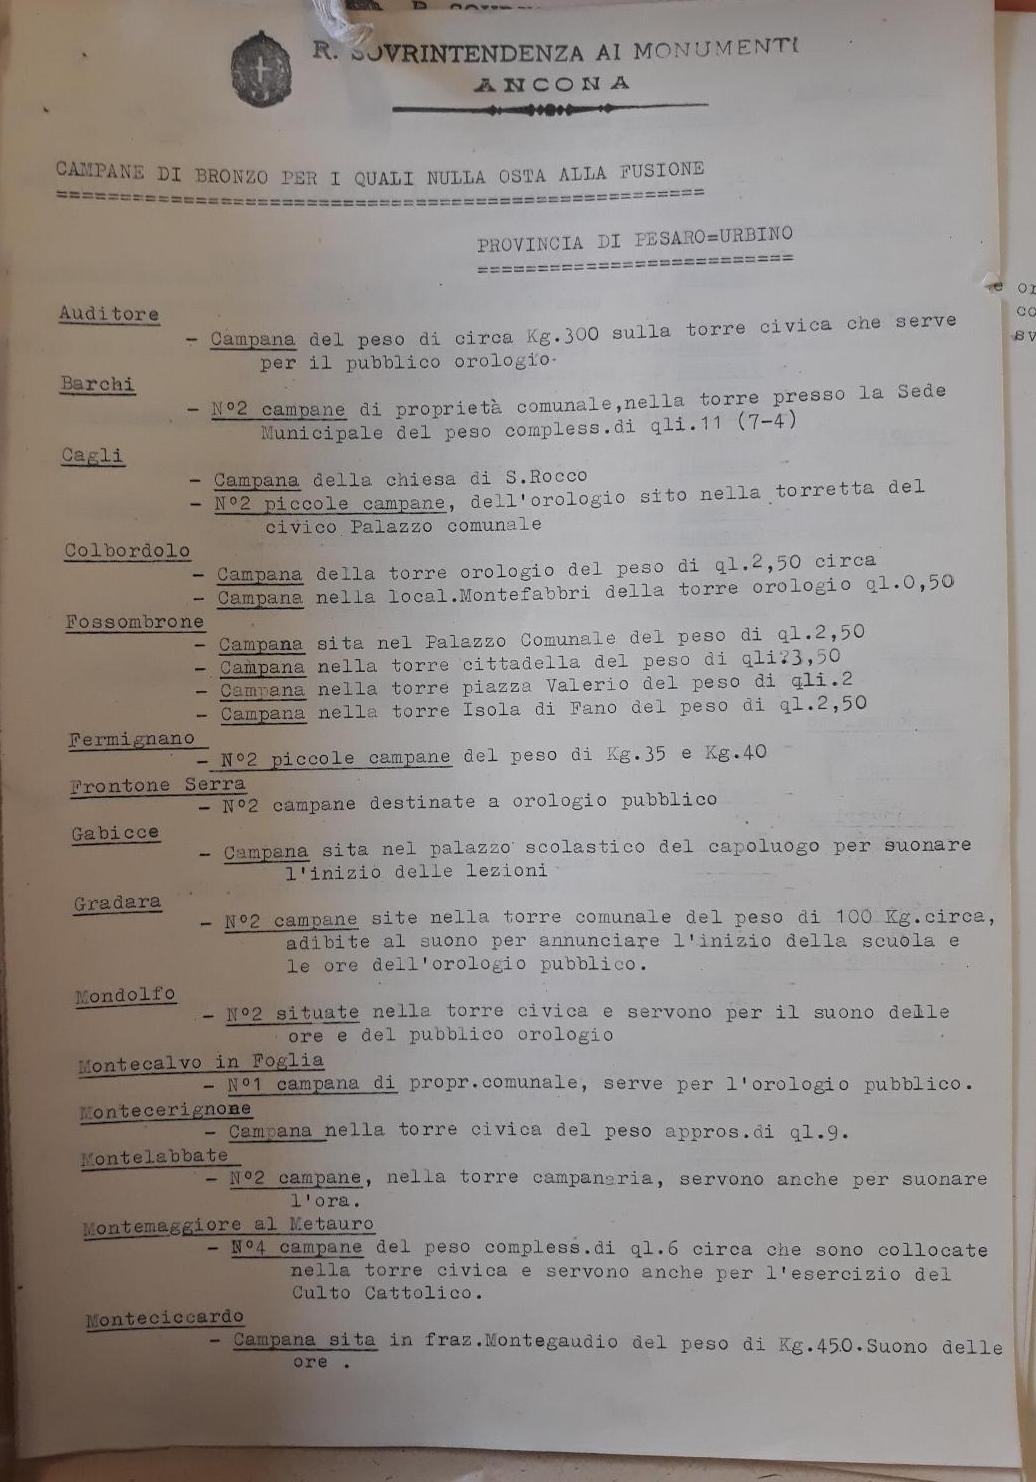 R. SOVRINTENDENZA AI MONUMENTI
ANCONA
CAMPANE DI BRONZO PER I QUALI NULLA OSTA ALLA FUSIONE
PROVINCIA DI PESARO=URBINO
Auditore
- Campana del peso di circa Kg.300 sulla torre civica che serve
per il pubblico orologio-
Barchi
- N°2 campane di proprietà comunale,nella torre presso la Sede
Municipale del peso compless.di qli.11 (7-4)
Cagli
- Campana della chiesa di S.Rocco
- N°2 piccole campane, dell'orologio sito nella torretta del
civico Palazzo comunale
Colbordolo
- Campana della torre orologio del peso di ql.2,50 circa
- Campana nella local.Montefabbri della torre orologio ql.0,50
Fossombrone
- Campana sita nel Palazzo Comunale del peso di ql.2,50
- Campana nella torre cittadella del peso di qli?3,50
- Campana nella torre piazza Valerio del peso di qli.2
- Campana nella torre Isola di Fano del peso di ql.2,50
Fermignano
- N°2 piccole campane del peso di Kg.35 e Kg.40
Frontone Serra
- N°2 campane destinate a orologio pubblico
Gabicce
- Campana sita nel palazzo scolastico del capoluogo per suonare
l'inizio delle lezioni
Gradara
- N°2 campane site nella torre comunale del peso di 100 Kg.circa,
adibite al suono per annunciare l'inizio della scuola e
le ore dell'orologio pubblico.
Mondolfo
- N°2 situate nella torre civica e servono per il suono delle
ore e del pubblico orologio
Montecalvo in Foglia
- N°1 campana di propr.comunale, serve per l'orologio pubblico.
Montecerignone
- Campana nella torre civica del peso appros.di ql.9.
Montelabbate
- N°2 campane, nella torre campanaria, servono anche per suonare
l'ora.
Montemaggiore al Metauro
- N°4 campane del peso compless.di ql.6 circa che sono collocate
nella torre civica e servono anche per l'esercizio del
Culto Cattolico.
Monteciccardo
- Campana sita in fraz.Montegaudio del peso di Kg.450.Suono delle
ore .